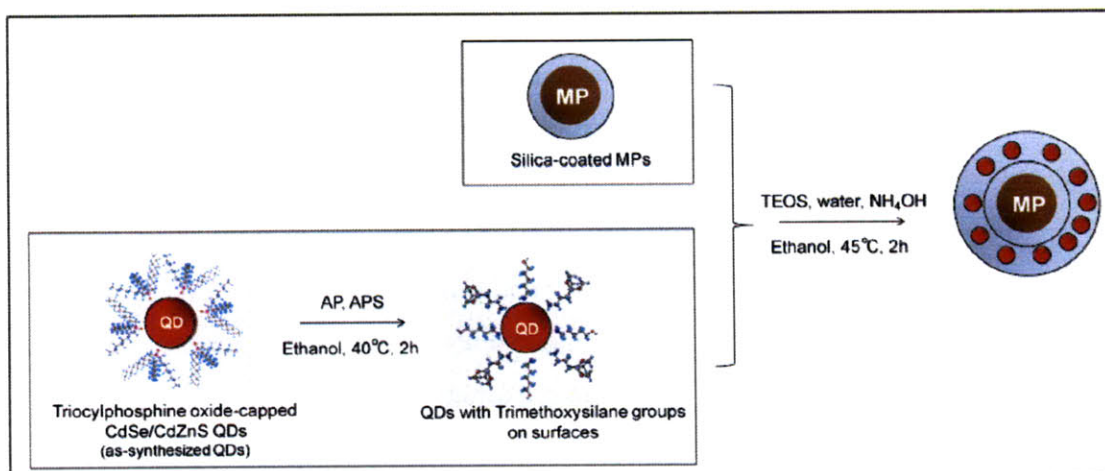 MP
Silica-coated MPs
TEOS, water, NH₄OH
Ethanol, 45°C, 2h
MP
QD
AP, APS
Ethanol, 40°C, 2h
QD
Triocylphosphine oxide-capped
CdSe/CdZnS QDs
(as-synthesized QDs)
QDs with Trimethoxysilane groups
on surfaces